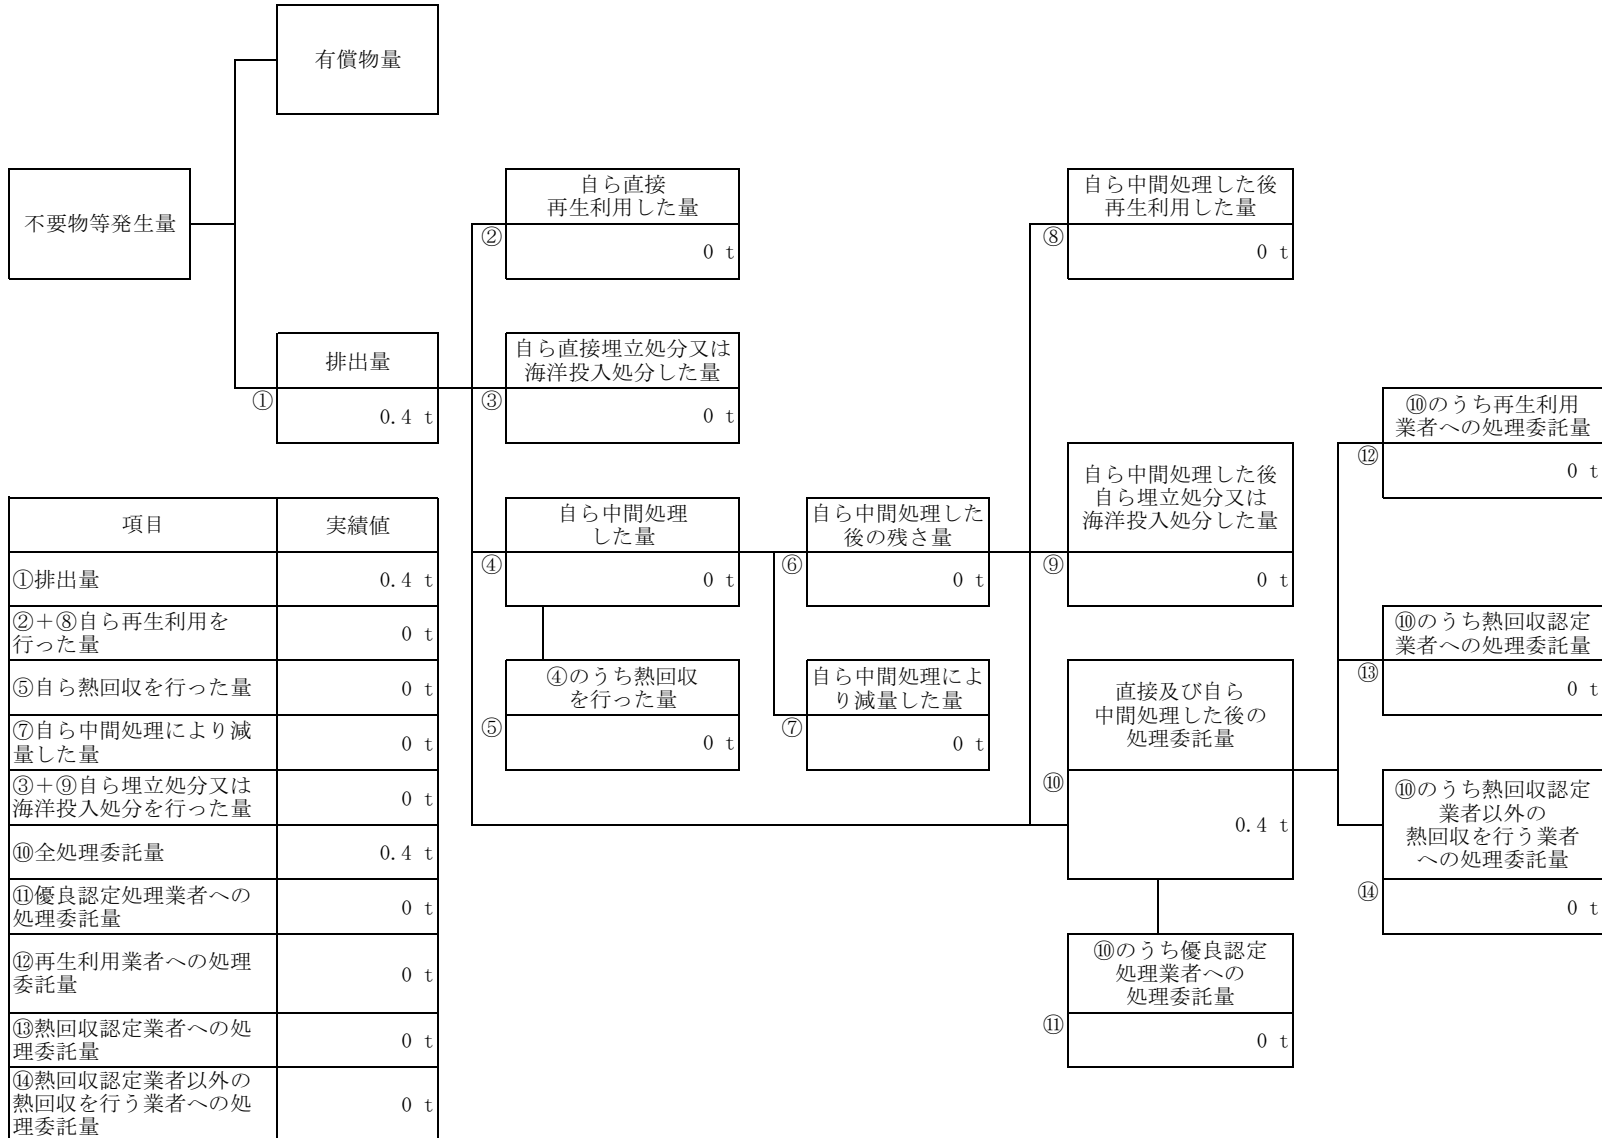 有償物量
不要物等発生量
排出量
①
0.4 t
自ら直接
再生利用した量
②
0 t
自ら直接埋立処分又は
海洋投入処分した量
③
0 t
自ら中間処理
した量
④
0 t
④のうち熱回収
を行った量
⑤
0 t
自ら中間処理した
後の残さ量
⑥
0 t
自ら中間処理によ
り減量した量
⑦
0 t
自ら中間処理した後
再生利用した量
⑧
0 t
自ら中間処理した後
自ら埋立処分又は
海洋投入処分した量
⑨
0 t
直接及び自ら
中間処理した後の
処理委託量
⑩
0.4 t
⑩のうち優良認定
処理業者への
処理委託量
⑪
0 t
⑩のうち再生利用
業者への処理委託量
⑫
0 t
⑩のうち熱回収認定
業者への処理委託量
⑬
0 t
⑩のうち熱回収認定
業者以外の
熱回収を行う業者
への処理委託量
⑭
0 t
項目 実績値
①排出量 0.4 t
②＋⑧自ら再生利用を
行った量 0 t
⑤自ら熱回収を行った量 0 t
⑦自ら中間処理により減
量した量 0 t
③＋⑨自ら埋立処分又は
海洋投入処分を行った量 0 t
⑩全処理委託量 0.4 t
⑪優良認定処理業者への
処理委託量 0 t
⑫再生利用業者への処理
委託量 0 t
⑬熱回収認定業者への処
理委託量 0 t
⑭熱回収認定業者以外の
熱回収を行う業者への処
理委託量 0 t